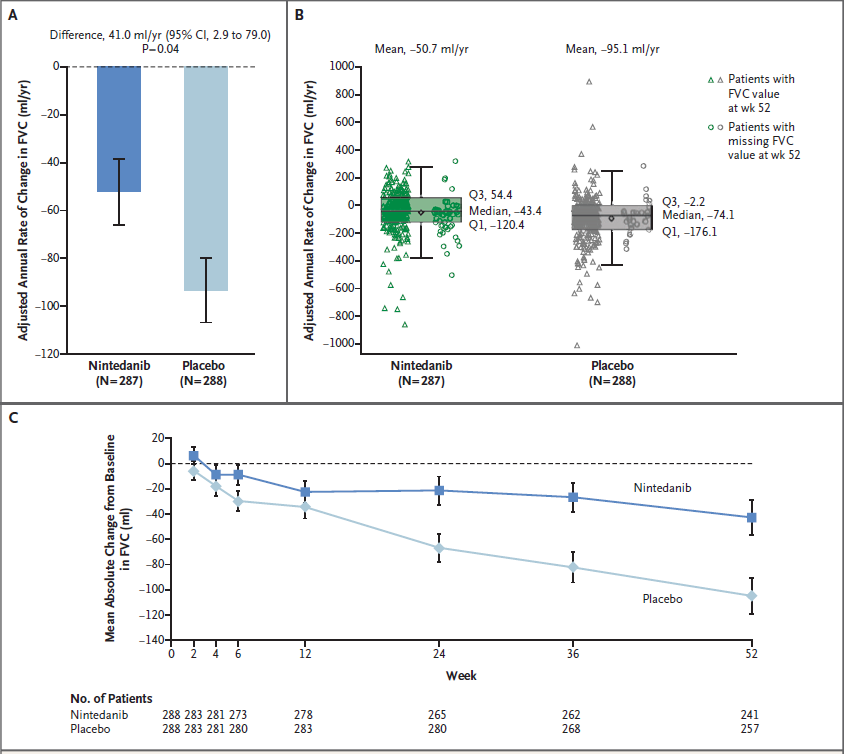 A
Difference, 41.0 ml/yr (95% CI, 2.9 to 79.0)
P=0.04
Adjusted Annual Rate of Change in FVC (ml/yr)
0
−20
−40
−60
−80
−100
−120
Nintedanib
(N=287)
Placebo
(N=288)
B
Mean, −50.7 ml/yr
Mean, −95.1 ml/yr
Adjusted Annual Rate of Change in FVC (ml/yr)
1000
800
600
400
200
0
−200
−400
−600
−800
−1000
Q3, 54.4
Median, −43.4
Q1, −120.4
Q3, −2.2
Median, −74.1
Q1, −176.1
Patients with
FVC value
at wk 52
Patients with
missing FVC
value at wk 52
Nintedanib
(N=287)
Placebo
(N=288)
C
Mean Absolute Change from Baseline
in FVC (ml)
20
0
−20
−40
−60
−80
−100
−120
−140
Nintedanib
Placebo
0 2 4 6 12 24 36 52
Week
No. of Patients
Nintedanib 288 283 281 273 278 265 262 241
Placebo 288 283 281 280 283 280 268 257